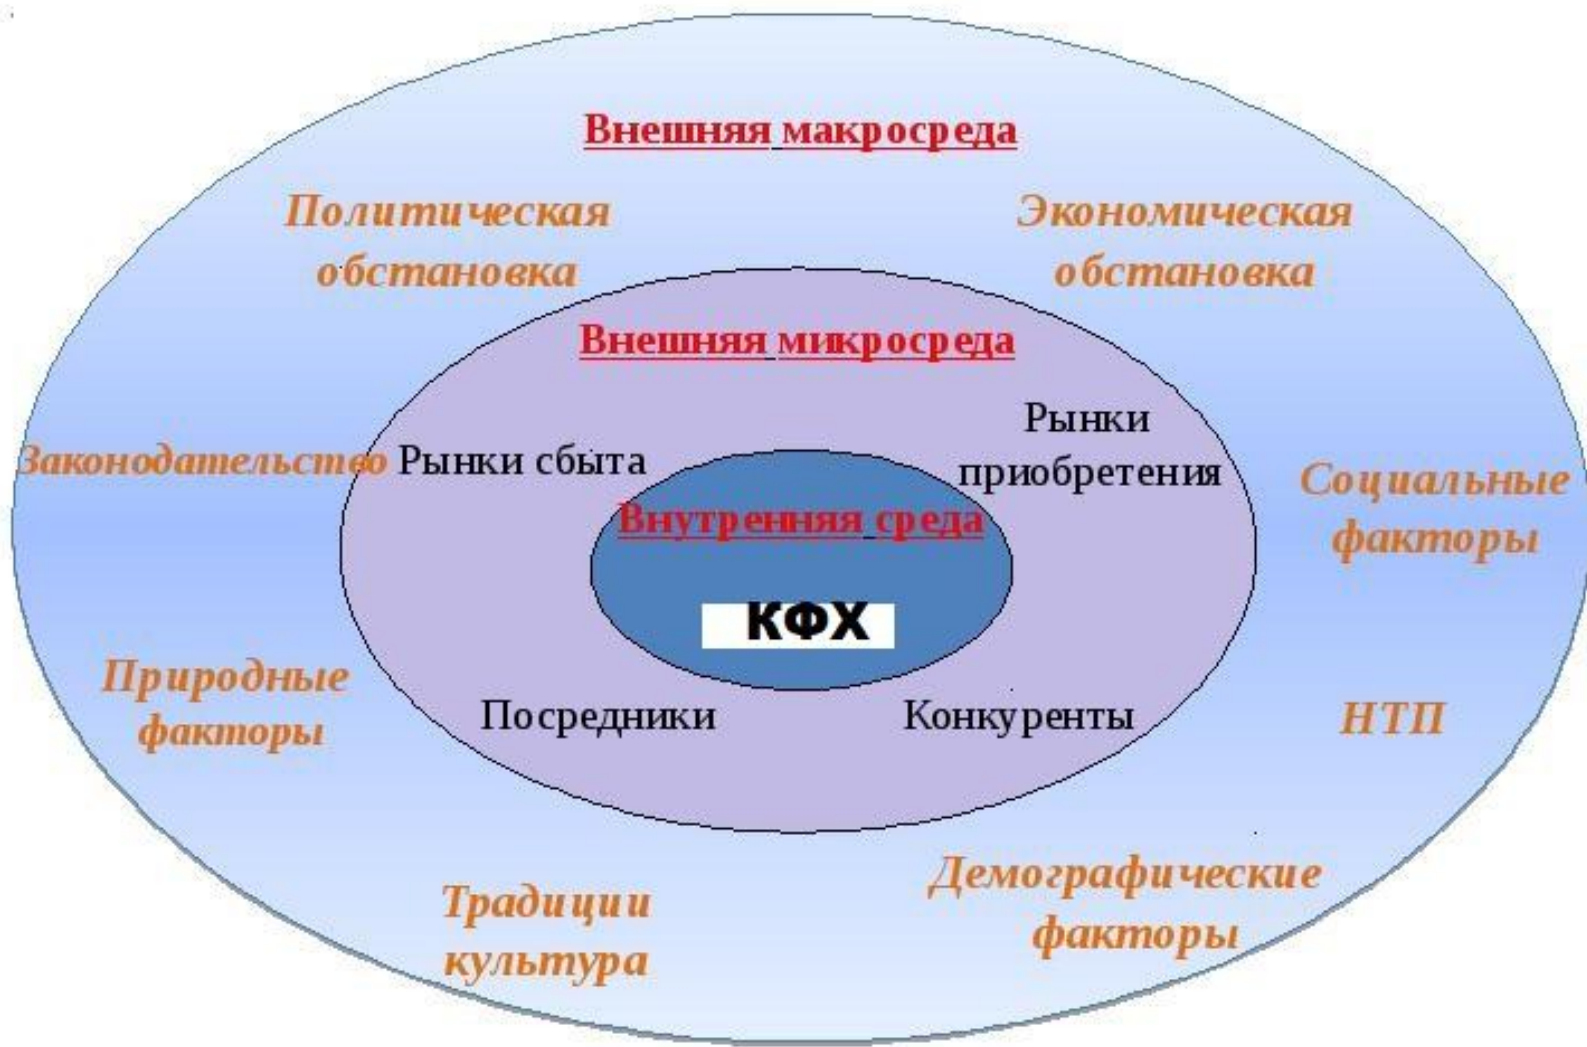 Внешняя макросреда
Политическая
обстановка
Экономическая
обстановка
Внешняя микросреда
Законодательство
Рынки сбыта
Рынки
приобретения
Социальные
факторы
Внутренняя среда
КФХ
Природные
факторы
Посредники
Конкуренты
НТП
Традиции
культура
Демографические
факторы